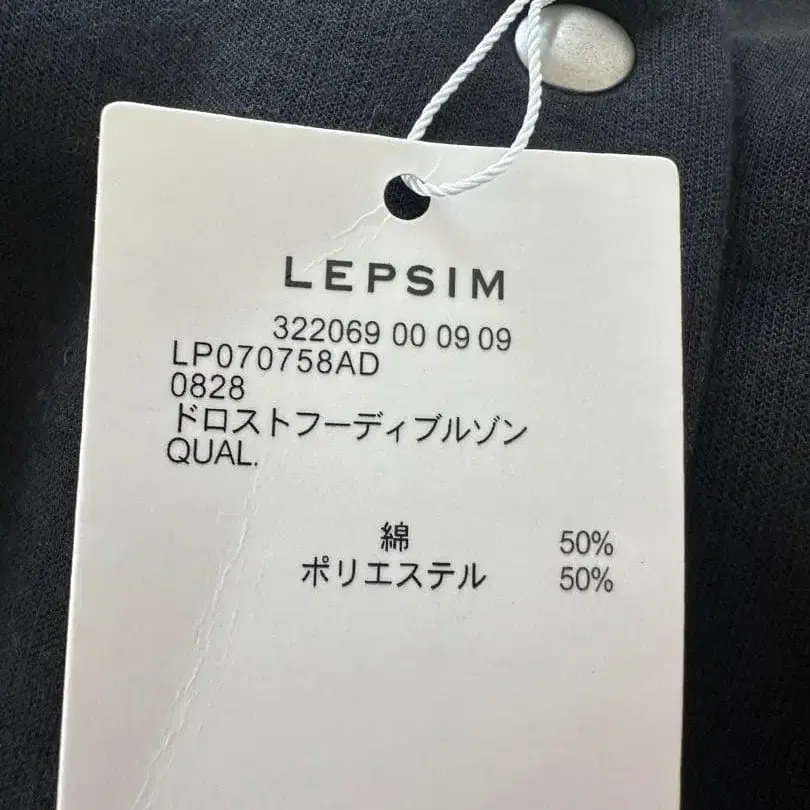 LEPSIM
322069 00 09 09
LP070758AD
0828
ドロストフーディブルゾン
QUAL.
綿 50%
ポリエステル 50%